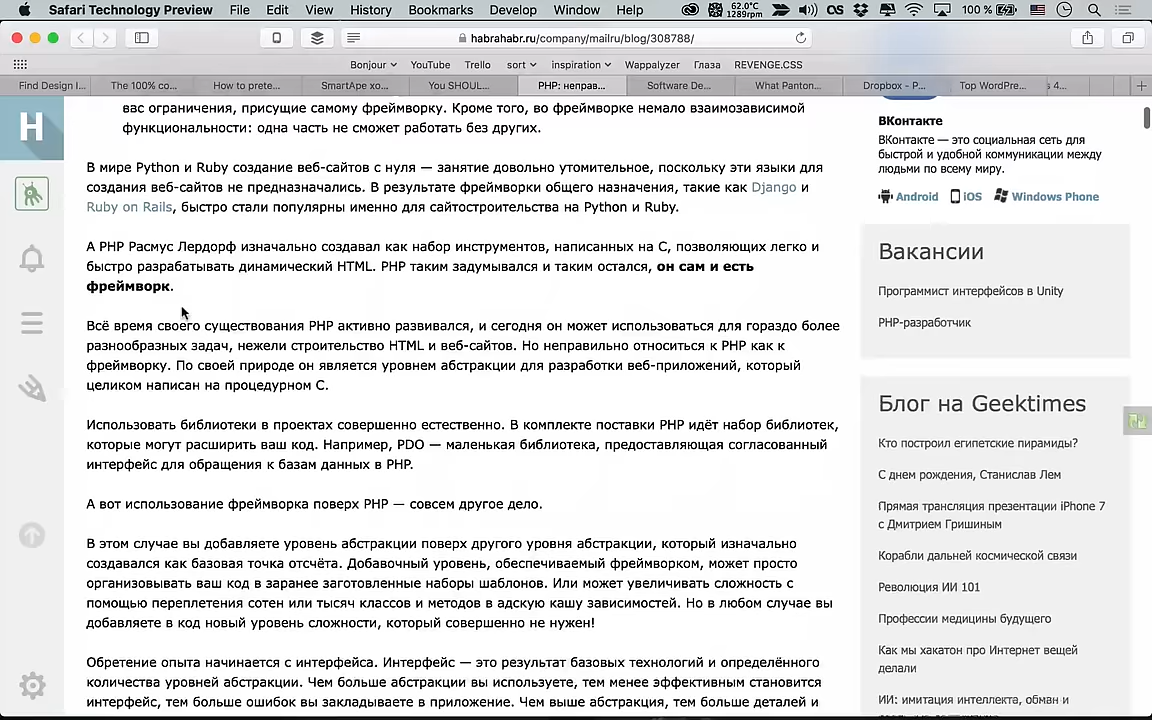 Safari Technology Preview File Edit View History Bookmarks Develop Window Help 62.0°C 1289rpm 100 %
habrahabr.ru/company/mailru/blog/308788/
Bonjour YouTube Trello sort inspiration Wappalyzer Глаза REVENGE.CSS
Find Design I... The 100% co... How to prete... SmartApe хо... You SHOUL... PHP: неправ... Software De... What Panton... Dropbox - P... Top WordPre... s 4...
H
вас ограничения, присущие самому фреймворку. Кроме того, во фреймворке немало взаимозависимой
функциональности: одна часть не сможет работать без других.
В мире Python и Ruby создание веб-сайтов с нуля — занятие довольно утомительное, поскольку эти языки для
создания веб-сайтов не предназначались. В результате фреймворки общего назначения, такие как Django и
Ruby on Rails, быстро стали популярны именно для сайтостроительства на Python и Ruby.
А PHP Расмус Лердорф изначально создавал как набор инструментов, написанных на С, позволяющих легко и
быстро разрабатывать динамический HTML. PHP таким задумывался и таким остался, он сам и есть
фреймворк.
Всё время своего существования PHP активно развивался, и сегодня он может использоваться для гораздо более
разнообразных задач, нежели строительство HTML и веб-сайтов. Но неправильно относиться к PHP как к
фреймворку. По своей природе он является уровнем абстракции для разработки веб-приложений, который
целиком написан на процедурном С.
Использовать библиотеки в проектах совершенно естественно. В комплекте поставки PHP идёт набор библиотек,
которые могут расширить ваш код. Например, PDO — маленькая библиотека, предоставляющая согласованный
интерфейс для обращения к базам данных в PHP.
А вот использование фреймворка поверх PHP — совсем другое дело.
В этом случае вы добавляете уровень абстракции поверх другого уровня абстракции, который изначально
создавался как базовая точка отсчёта. Добавочный уровень, обеспечиваемый фреймворком, может просто
организовывать ваш код в заранее заготовленные наборы шаблонов. Или может увеличивать сложность с
помощью переплетения сотен или тысяч классов и методов в адскую кашу зависимостей. Но в любом случае вы
добавляете в код новый уровень сложности, который совершенно не нужен!
Обретение опыта начинается с интерфейса. Интерфейс — это результат базовых технологий и определённого
количества уровней абстракции. Чем больше абстракции вы используете, тем менее эффективным становится
интерфейс, тем больше ошибок вы закладываете в приложение. Чем выше абстракция, тем больше деталей и
ВКонтакте
ВКонтакте — это социальная сеть для
быстрой и удобной коммуникации между
людьми по всему миру.
Android iOS Windows Phone
Вакансии
Программист интерфейсов в Unity
PHP-разработчик
Блог на Geektimes
Кто построил египетские пирамиды?
С днем рождения, Станислав Лем
Прямая трансляция презентации iPhone 7
с Дмитрием Гришиным
Корабли дальней космической связи
Революция ИИ 101
Профессии медицины будущего
Как мы хакатон про Интернет вещей
делали
ИИ: имитация интеллекта, обман и